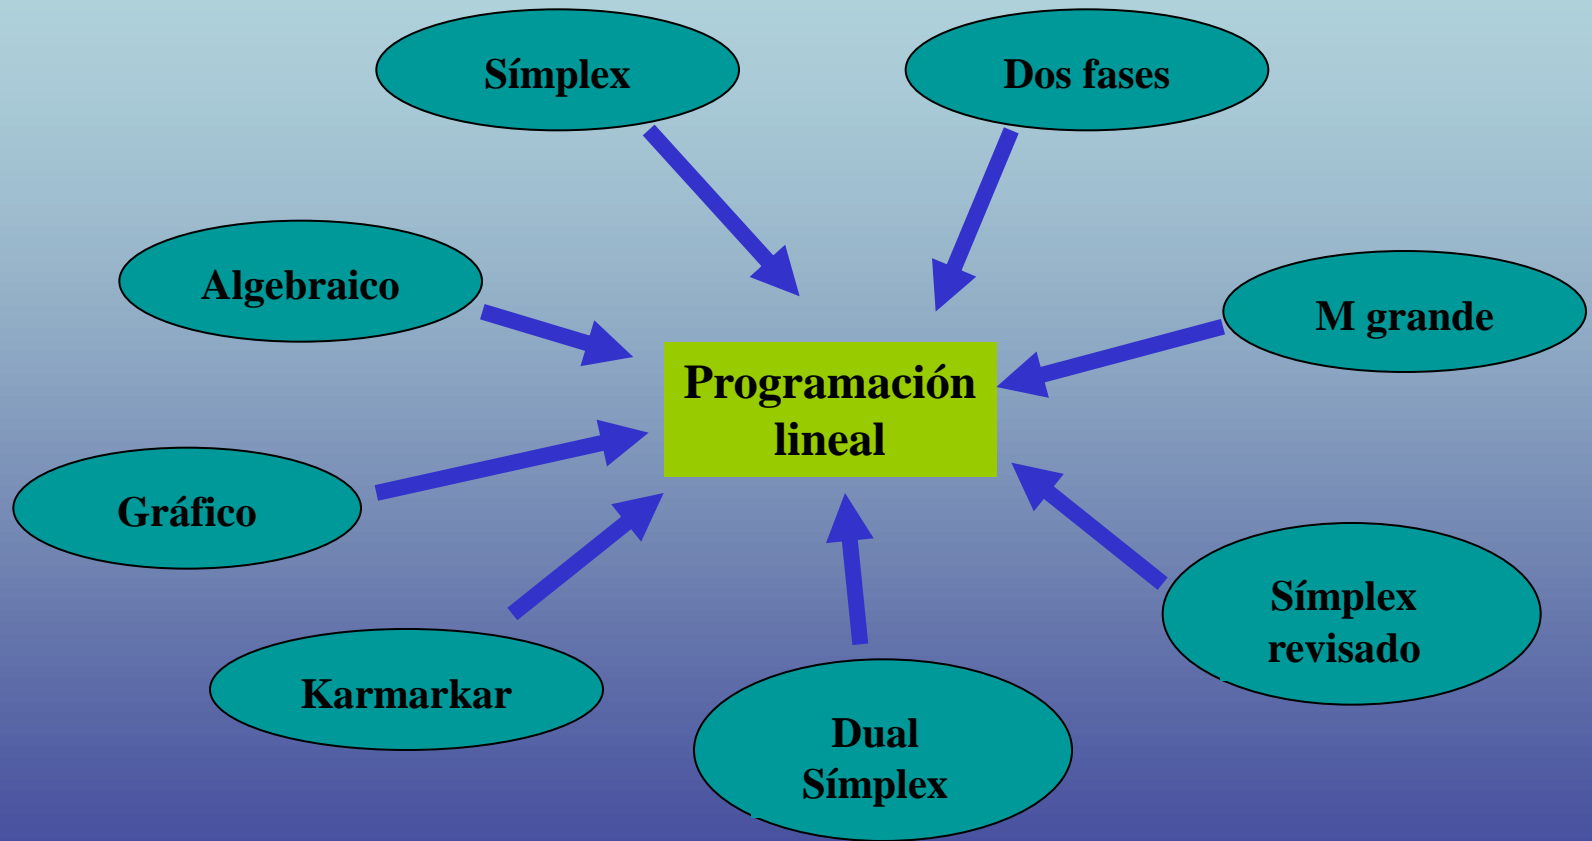 Símplex
Dos fases
Algebraico
M grande
Programación
lineal
Gráfico
Símplex
revisado
Karmarkar
Dual
Símplex